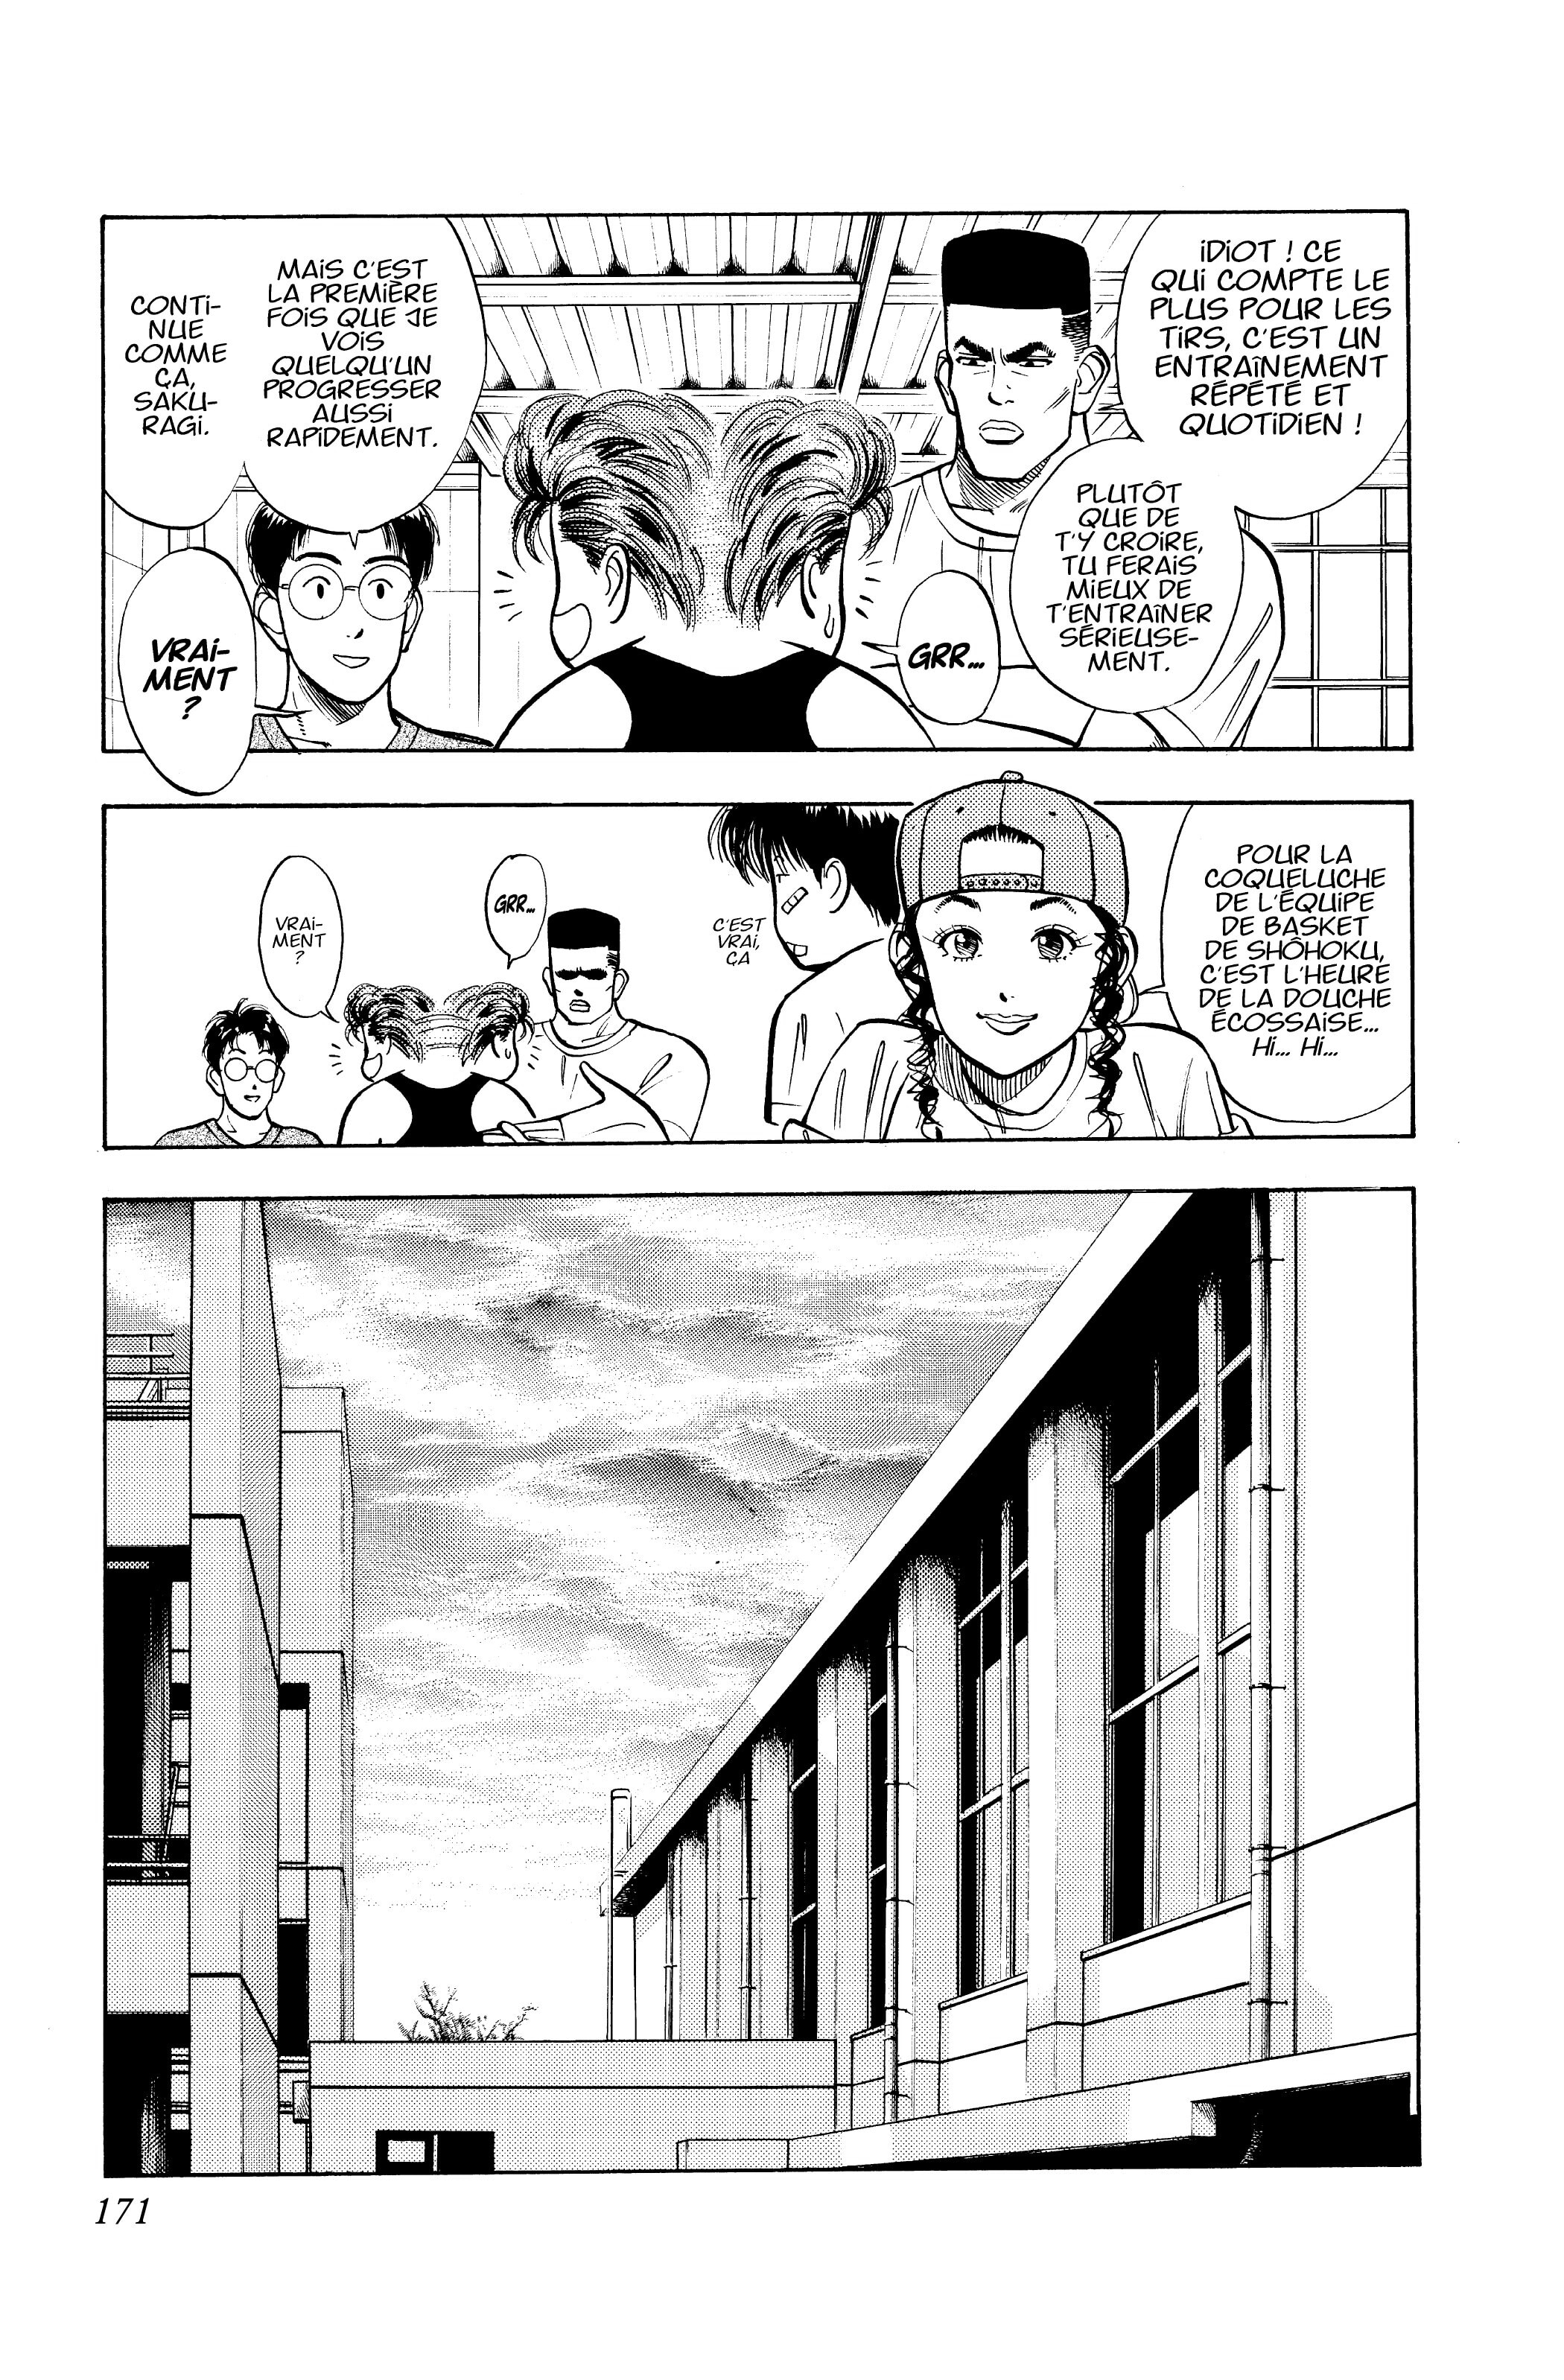 IDIOT ! CE
QUI COMPTE LE
PLUS POUR LES
TIRS, C'EST UN
ENTRAÎNEMENT
RÉPÉTÉ ET
QUOTIDIEN !
PLUTÔT
QUE DE
T'Y CROIRE,
TU FERAIS
MIEUX DE
T'ENTRAÎNER
SÉRIEUSE-
MENT.
GRR...
MAIS C'EST
LA PREMIÈRE
FOIS QUE JE
VOIS
QUELQU'UN
PROGRESSER
AUSSI
RAPIDEMENT.
CONTI-
NUE
COMME
ÇA,
SAKU-
RAGI.
VRAI-
MENT
?
POUR LA
COQUELUCHE
DE L'ÉQUIPE
DE BASKET
DE SHÔHOKU,
C'EST L'HEURE
DE LA DOUCHE
ÉCOSSAISE...
HI... HI...
C'EST
VRAI,
ÇA
GRR...
VRAI-
MENT
?
171